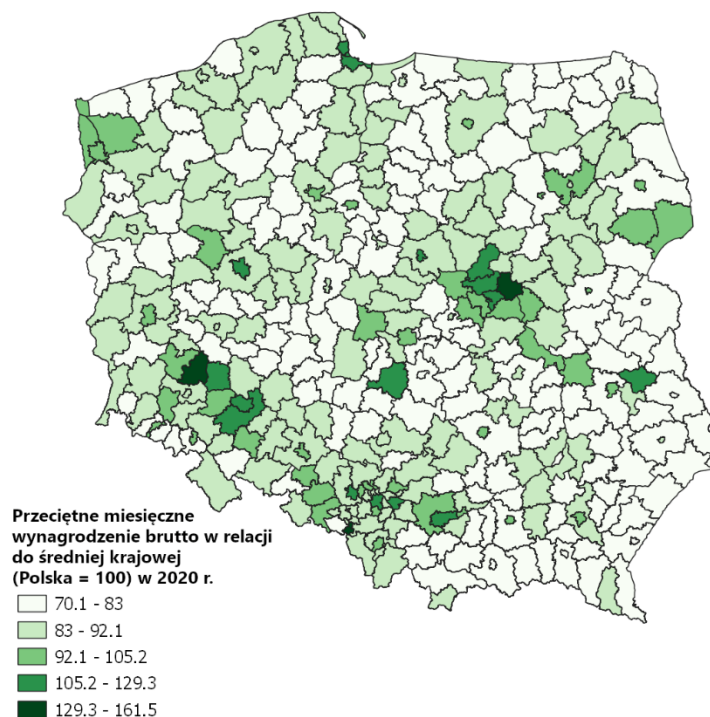 Przeciętne miesięczne
wynagrodzenie brutto w relacji
do średniej krajowej
(Polska = 100) w 2020 r.
70.1 - 83
83 - 92.1
92.1 - 105.2
105.2 - 129.3
129.3 - 161.5